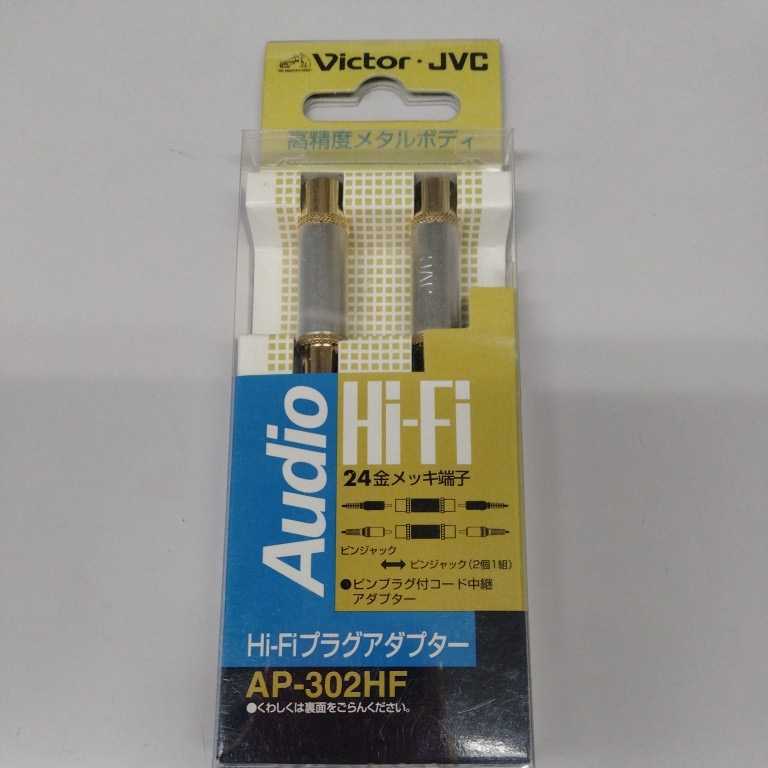 Victor・JVC
高精度メタルボディ
JVC
Audio
Hi-Fi
24金メッキ端子
ピンジャック
ピンジャック(2個1組)
●ピンプラグ付コード中継
アダプター
Hi-Fiプラグアダプター
AP-302HF
●くわしくは裏面をごらんください。